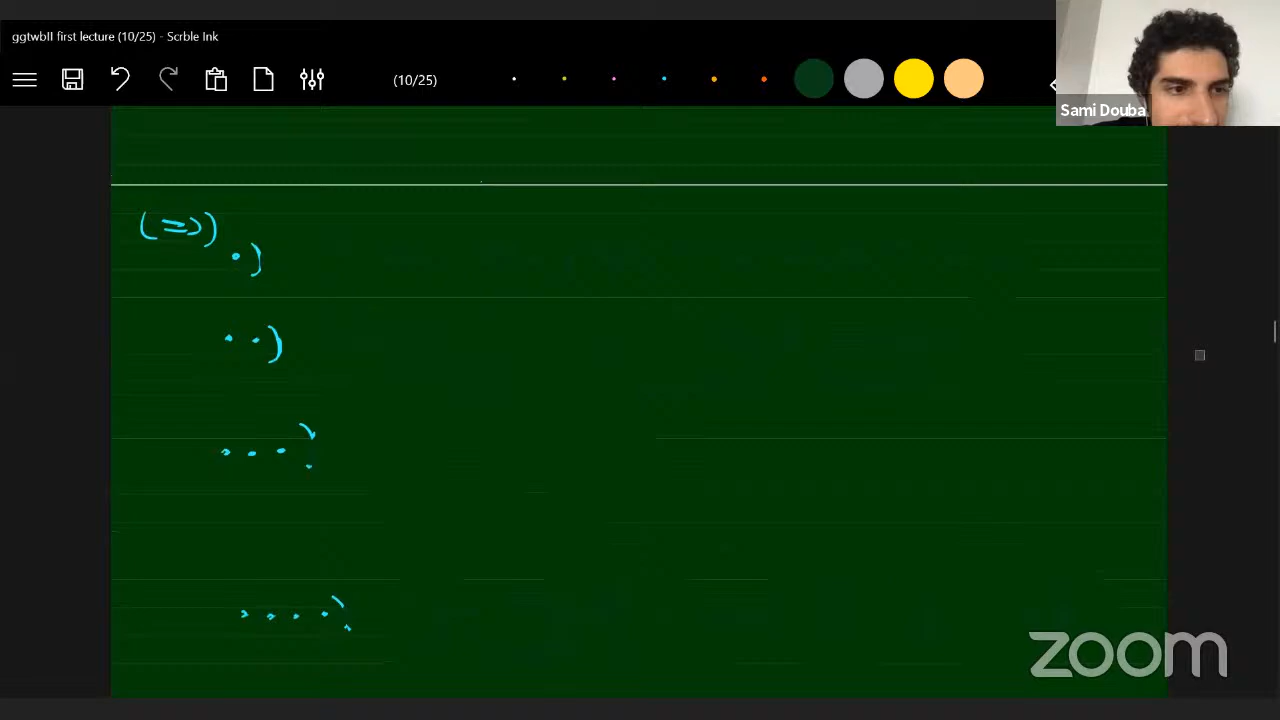 ggtwbII first lecture (10/25) - Scrble Ink
(10/25)
Sami Douba
(⇒)
•)
• •)
• • •)
• • • •)
zoom